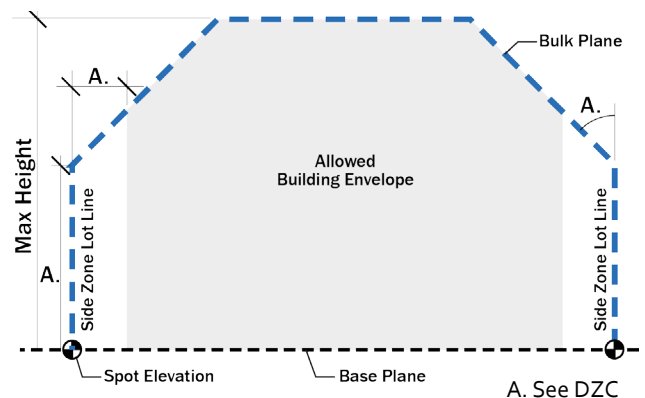 A.
Bulk Plane
A.
Max Height
Allowed
Building Envelope
Side Zone Lot Line
Side Zone Lot Line
A.
Spot Elevation
Base Plane
A. See DZC